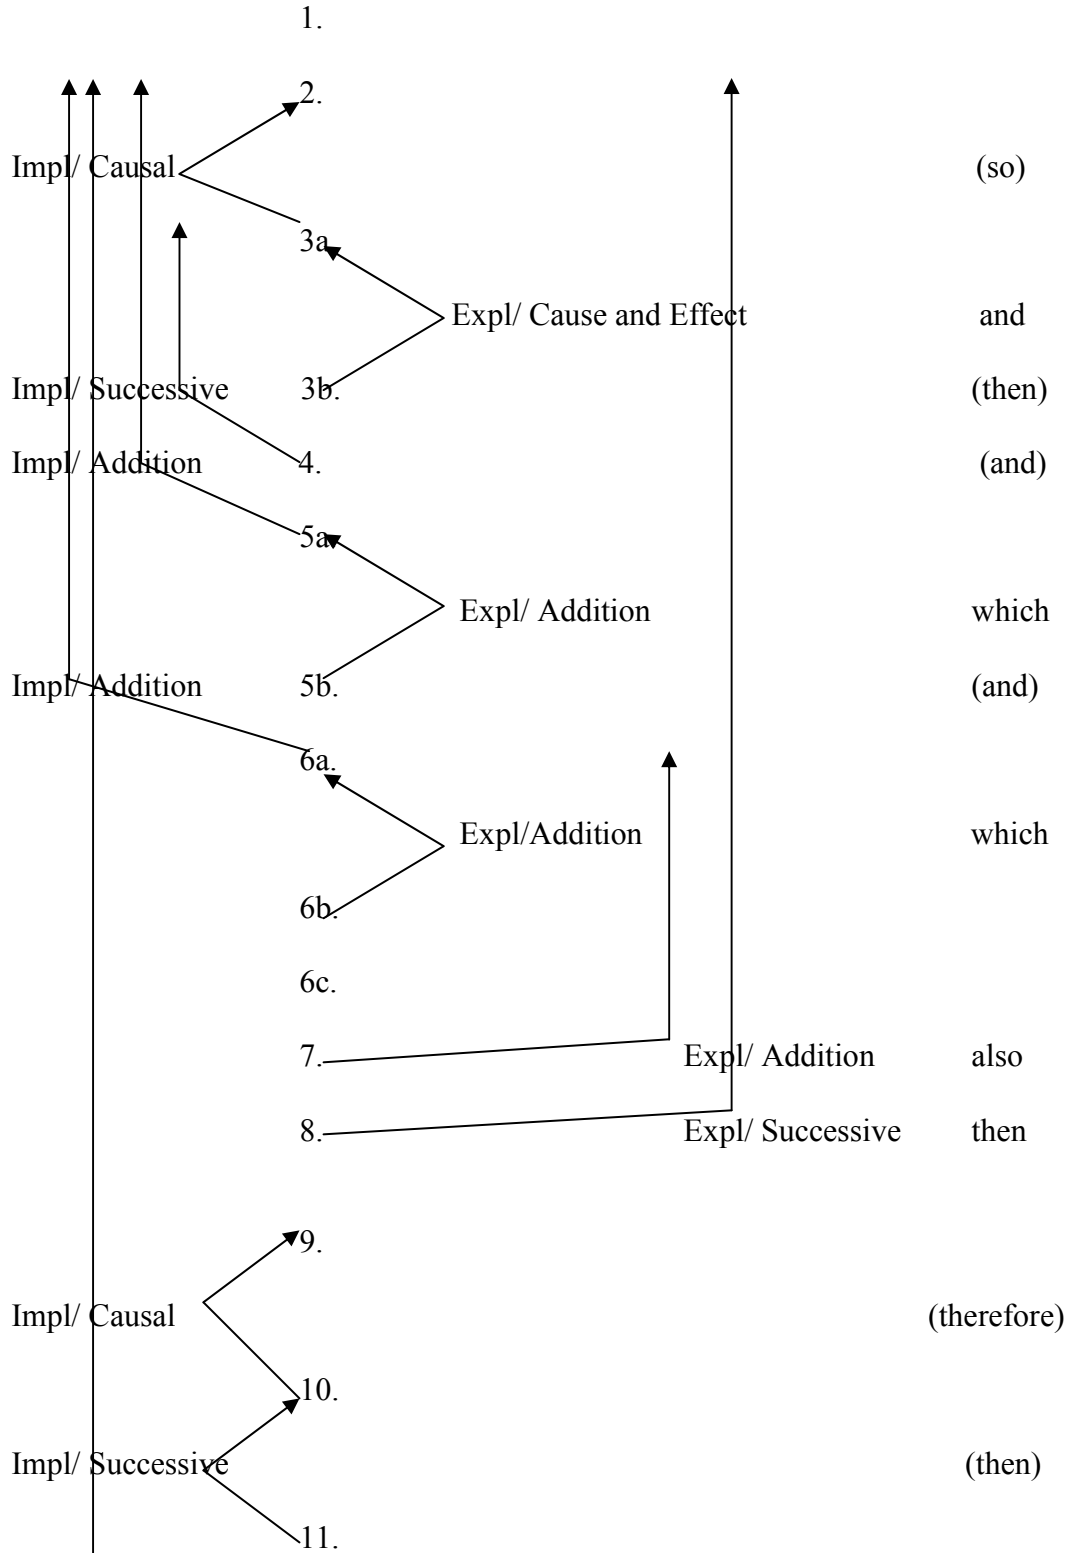 1.
2.
Impl/ Causal (so)
3a.
Expl/ Cause and Effect and
Impl/ Successive 3b. (then)
Impl/ Addition 4. (and)
5a.
Expl/ Addition which
Impl/ Addition 5b. (and)
6a.
Expl/Addition which
6b.
6c.
7. Expl/ Addition also
8. Expl/ Successive then
9.
Impl/ Causal (therefore)
10.
Impl/ Successive (then)
11.